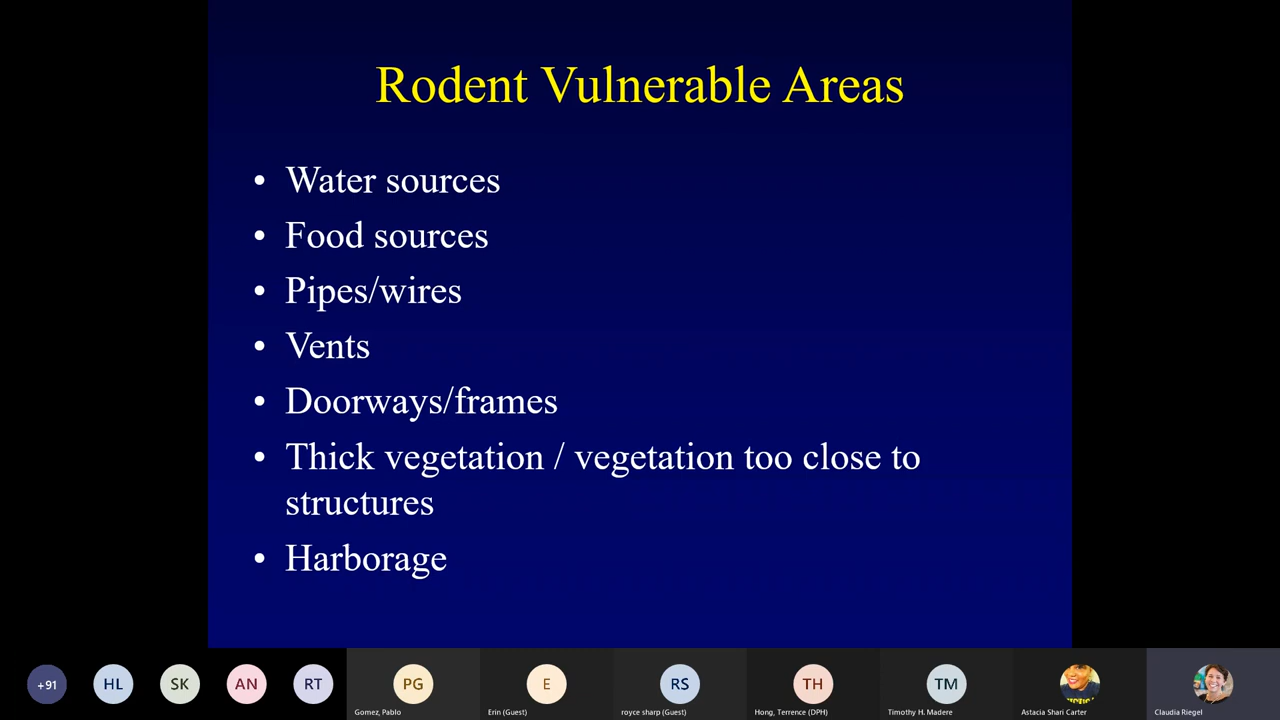 Rodent Vulnerable Areas
• Water sources
• Food sources
• Pipes/wires
• Vents
• Doorways/frames
• Thick vegetation / vegetation too close to
structures
• Harborage
+91
HL
SK
AN
RT
PG
E
RS
TH
TM
Gomez, Pablo
Erin (Guest)
royce sharp (Guest)
Hong, Terrence (DPH)
Timothy H. Madere
Astacia Shari Carter
Claudia Riegel